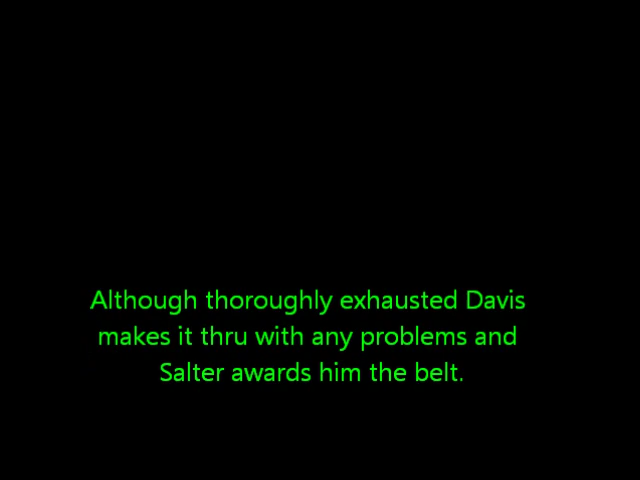 Although thoroughly exhausted Davis
makes it thru with any problems and
Salter awards him the belt.